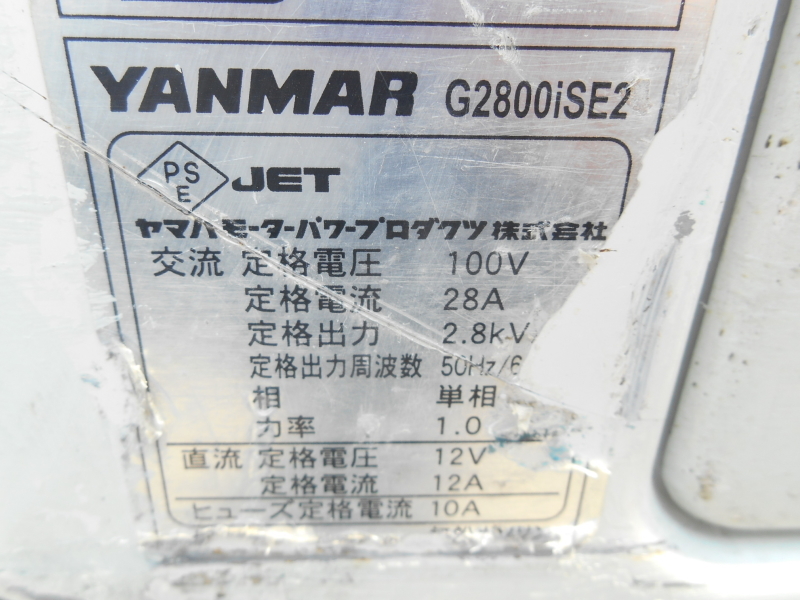 YANMAR G2800iSE2
PS
E
JET
ヤマハモーターパワープロダクツ株式会社
交流 定格電圧 100V
定格電流 28A
定格出力 2.8kV
定格出力周波数 50Hz/6
相 単相
力率 1.0
直流 定格電圧 12V
定格電流 12A
ヒューズ定格電流 10A